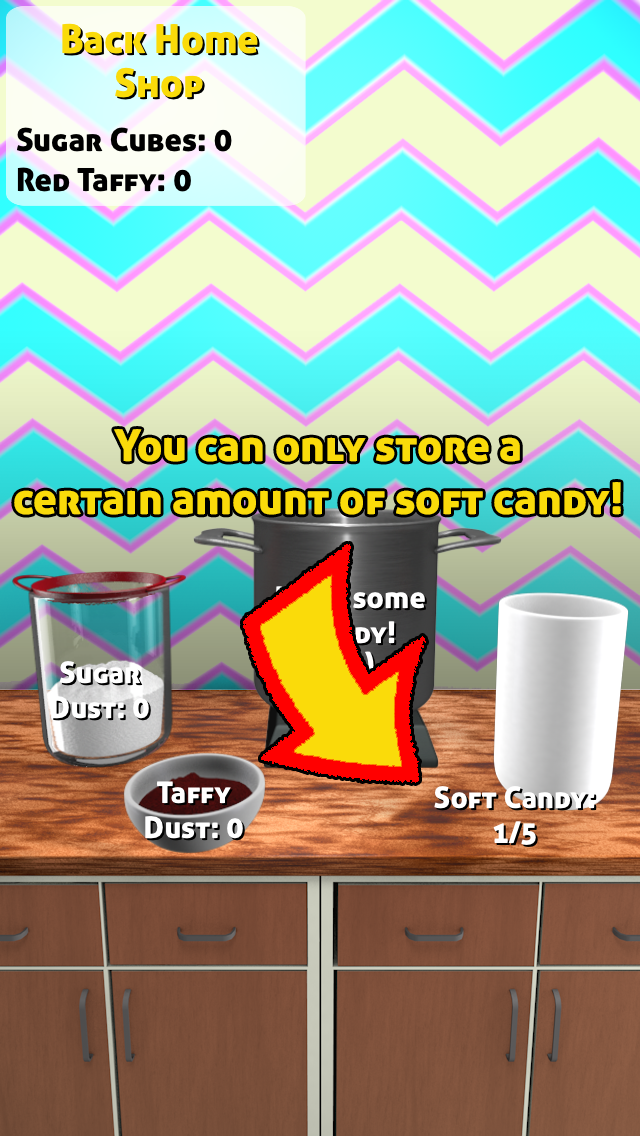 Back Home
Shop
Sugar Cubes: 0
Red Taffy: 0
You can only store a
certain amount of soft candy!
some
Sugar
Dust: 0
Taffy
Dust: 0
Soft Candy:
1/5